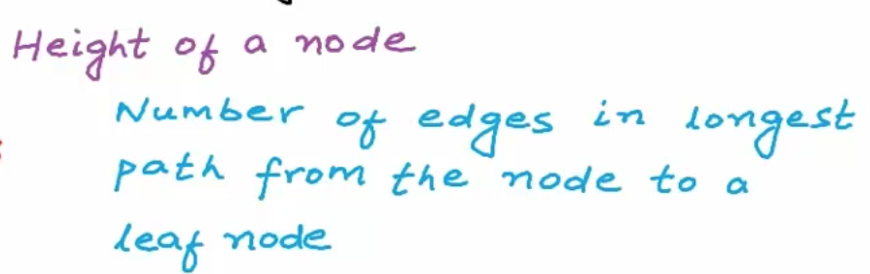 Height of a node
Number of edges in longest
path from the node to a
leaf node